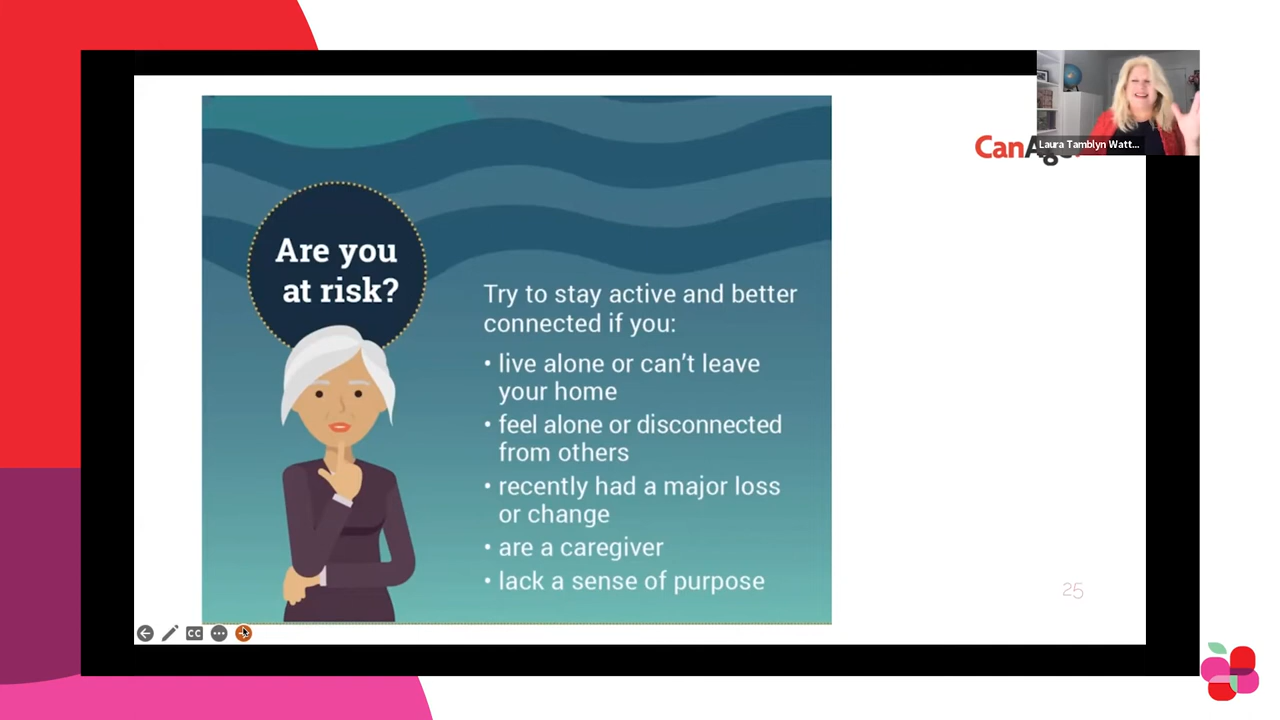 Are you
at risk?
Try to stay active and better
connected if you:
• live alone or can't leave
your home
• feel alone or disconnected
from others
• recently had a major loss
or change
• are a caregiver
• lack a sense of purpose
Laura Tamblyn Watt...
25
CC